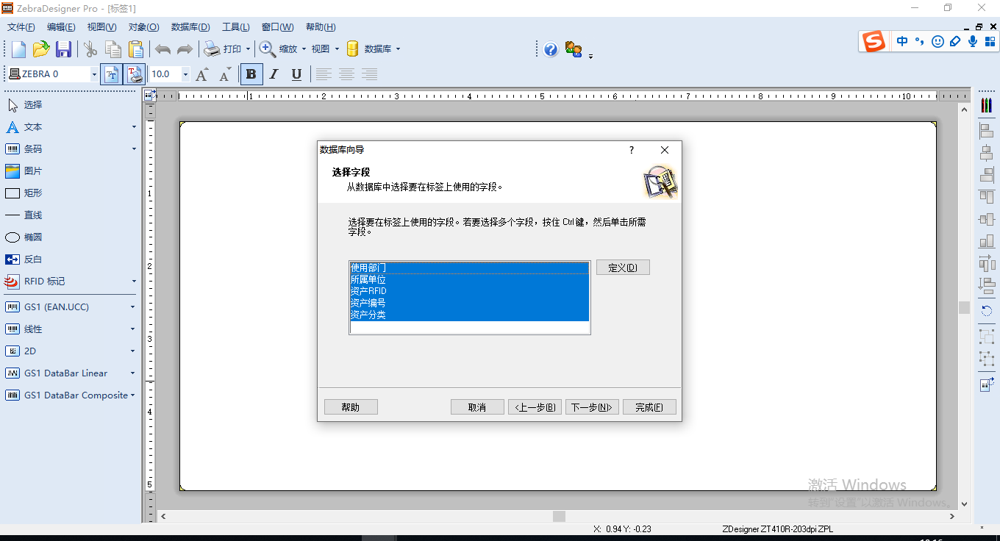 ZebraDesigner Pro - [标签1]
文件(F) 编辑(E) 视图(V) 对象(O) 数据库(D) 工具(L) 窗口(W) 帮助(H)
打印 缩放 视图 数据库
中
ZEBRA 0 10.0 A A B I U
选择
文本
条码
图片
矩形
直线
椭圆
反白
RFID 标记
GS1 (EAN.UCC)
线性
2D
GS1 DataBar Linear
GS1 DataBar Composite
1 2 3 4 5 6 7 8 9 10
1
2
3
4
5
数据库向导 ?
选择字段
从数据库中选择要在标签上使用的字段。
选择要在标签上使用的字段。若要选择多个字段，按住 Ctrl 键，然后单击所需
字段。
使用部门
所属单位
资产RFID
资产编号
资产分类
定义(D)
帮助 取消 <上一步(B) 下一步(N)> 完成(F)
激活 Windows
转到"设置"以激活 Windows。
X: 0.94 Y: -0.23 ZDesigner ZT410R-203dpi ZPL